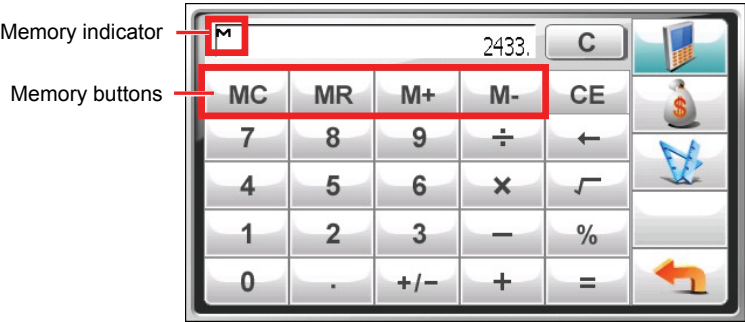 Memory indicator
M
2433.
C
Memory buttons
MC MR M+ M- CE
7 8 9 ÷ ←
$
4 5 6 × √
1 2 3 − %
0 . +/− + =